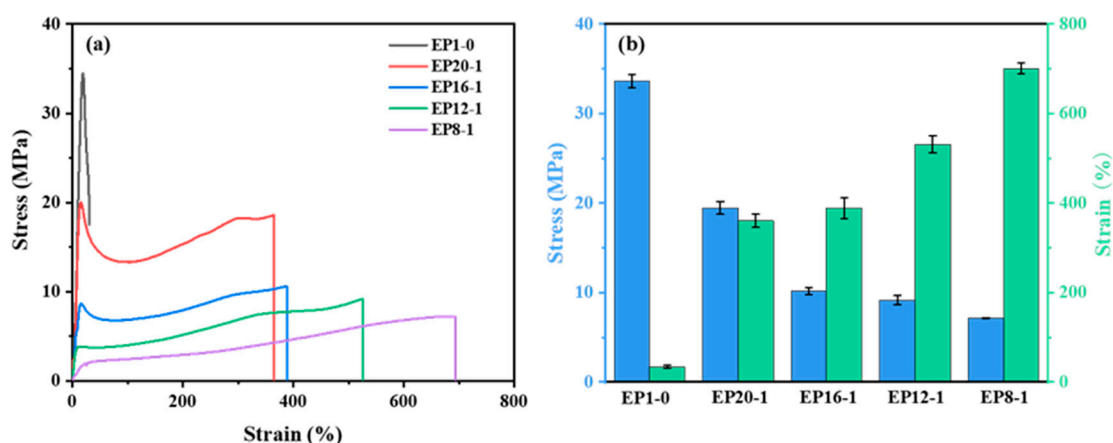 (a)
EP1-0
EP20-1
EP16-1
EP12-1
EP8-1
Stress (MPa)
40
30
20
10
0
0 200 400 600 800
Strain (%)
(b)
Stress (MPa)
40
30
20
10
0
EP1-0 EP20-1 EP16-1 EP12-1 EP8-1
800
600
400
200
0
Strain (%)